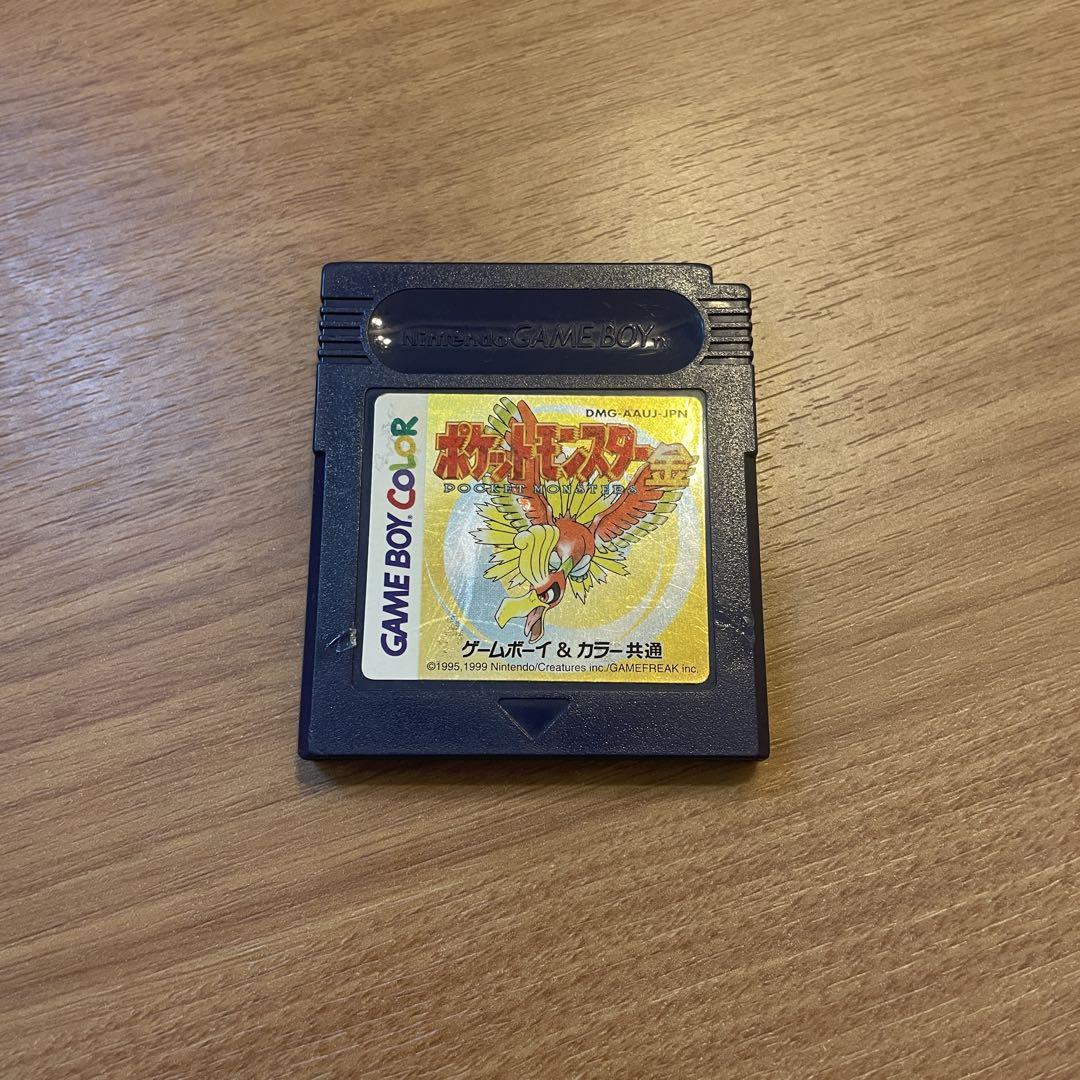 Nintendo GAME BOY™
DMG-AAUJ-JPN
ポケットモンスター 金
POCKET MONSTERS
GAME BOY COLOR
ゲームボーイ & カラー共通
©1995,1999 Nintendo/Creatures inc./GAMEFREAK inc.